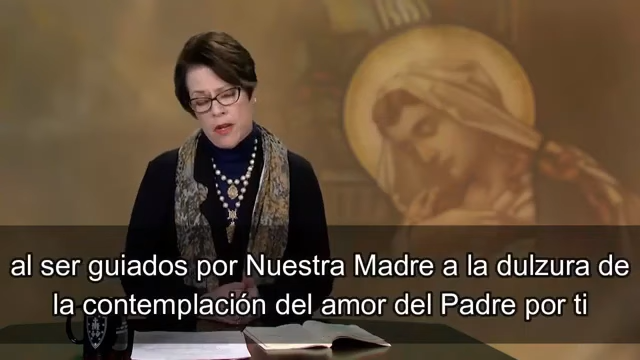 al ser guiados por Nuestra Madre a la dulzura de
la contemplación del amor del Padre por ti